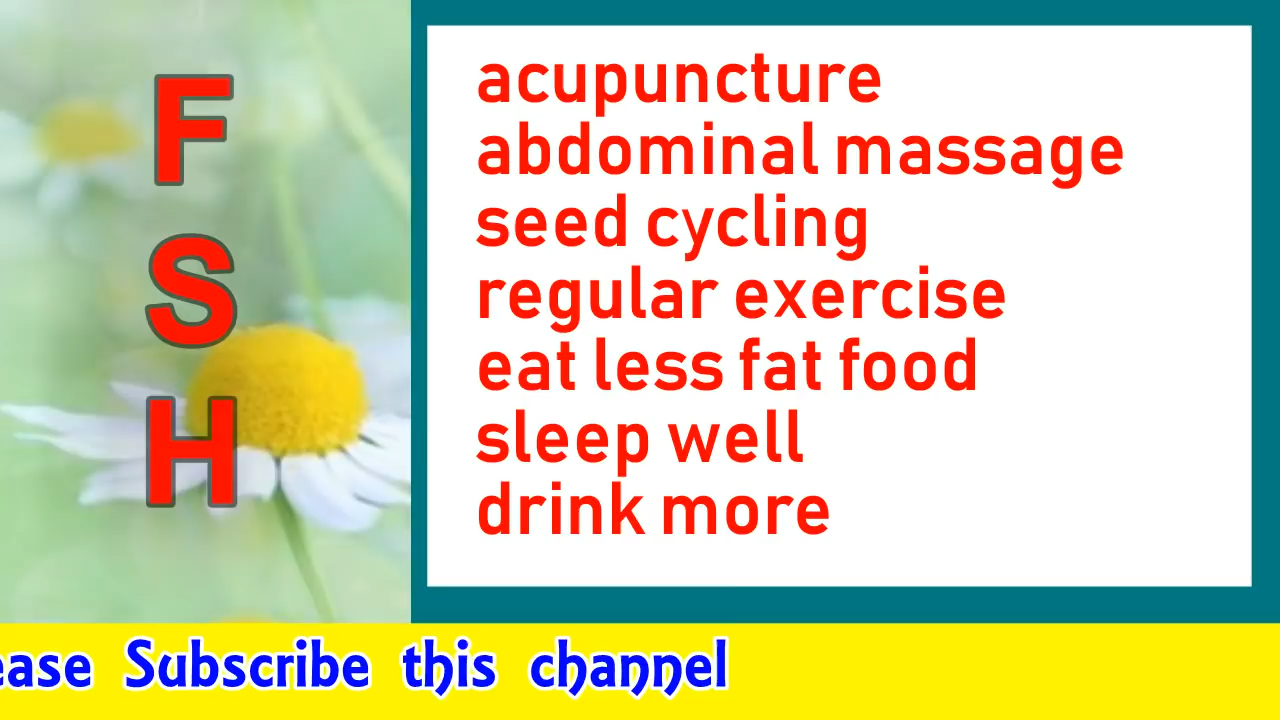 F
S
H
acupuncture
abdominal massage
seed cycling
regular exercise
eat less fat food
sleep well
drink more
ease Subscribe this channel